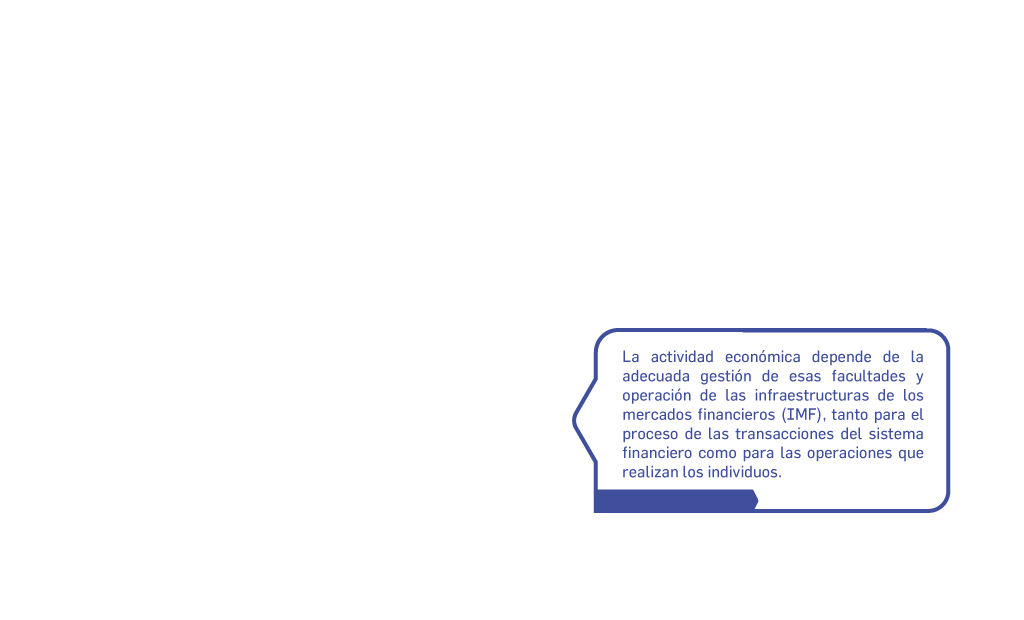 La actividad económica depende de la
adecuada gestión de esas facultades y
operación de las infraestructuras de los
mercados financieros (IMF), tanto para el
proceso de las transacciones del sistema
financiero como para las operaciones que
realizan los individuos.